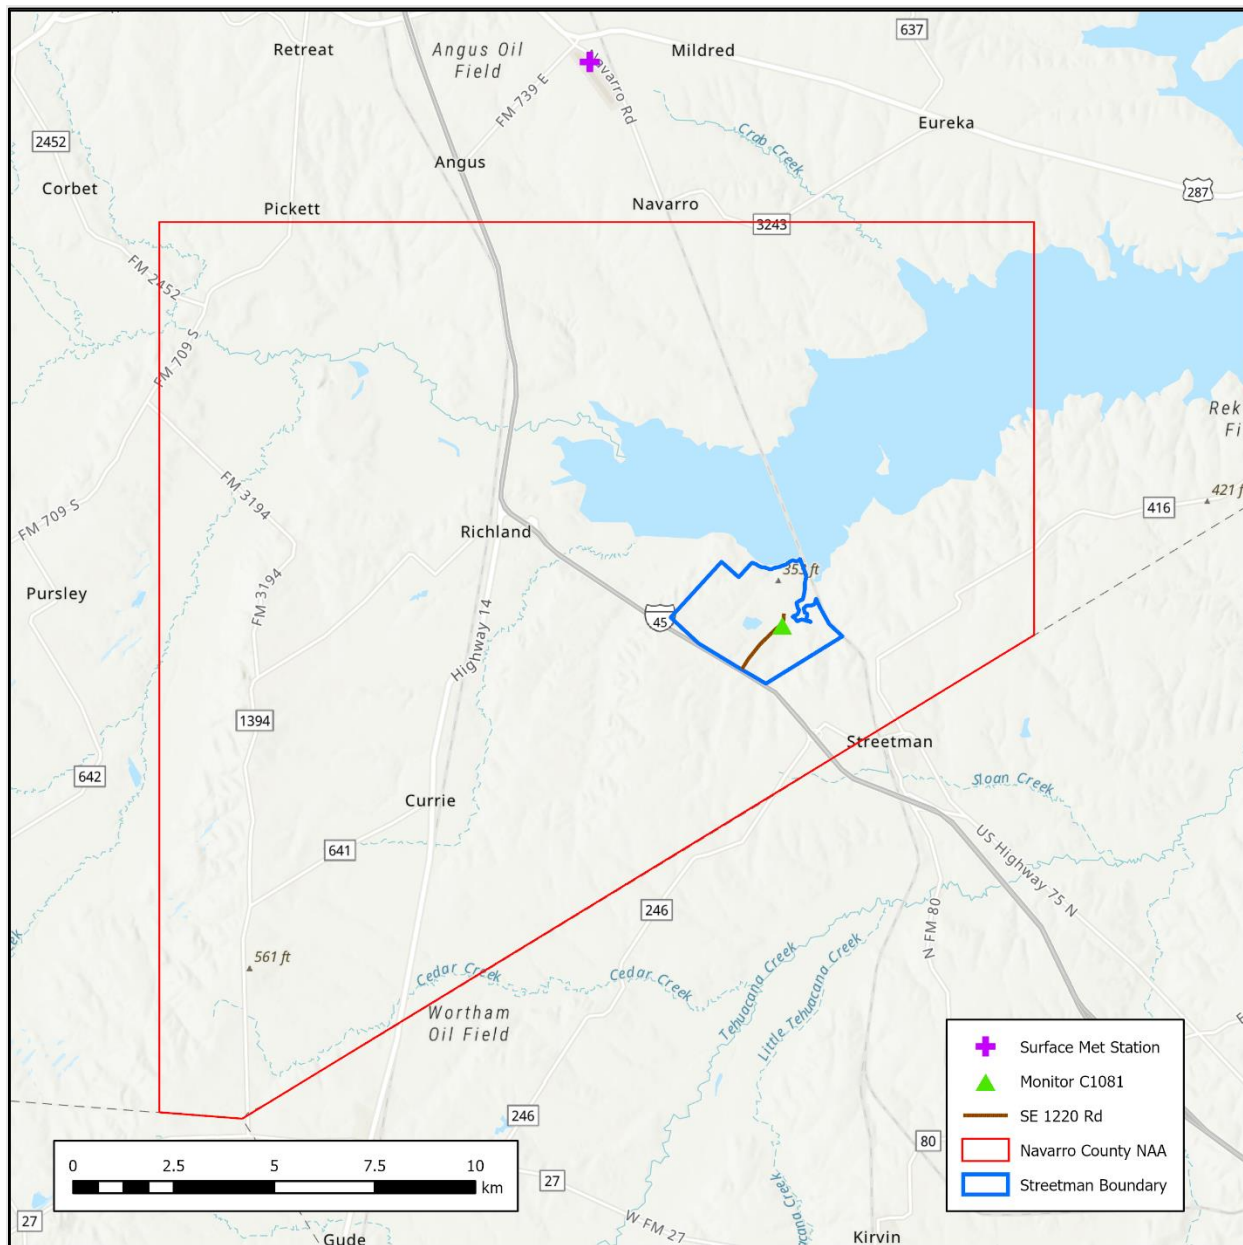 Retreat
Angus Oil
Field
Mildred
637
Navarro Rd
FM 739 E
2452
Corbet
Angus
Crab Creek
Eureka
287
Pickett
Navarro
3243
FM 2452
FM 709 S
FM 3194
FM 709 S
Richland
Rek
Fi
421 f
416
Pursley
FM 3194
353 ft
45
Highway 14
1394
Streetman
642
Sloan Creek
Currie
641
US Highway 75 N
246
N FM 80
561 ft
Cedar Creek
Cedar Creek
Tehuacana Creek
Little Tehuacana Creek
eek
Wortham
Oil Field
E
246
80
27
27
W FM 27
cana Creek
Gude
Kirvin
0 2.5 5 7.5 10
km
Surface Met Station
Monitor C1081
SE 1220 Rd
Navarro County NAA
Streetman Boundary